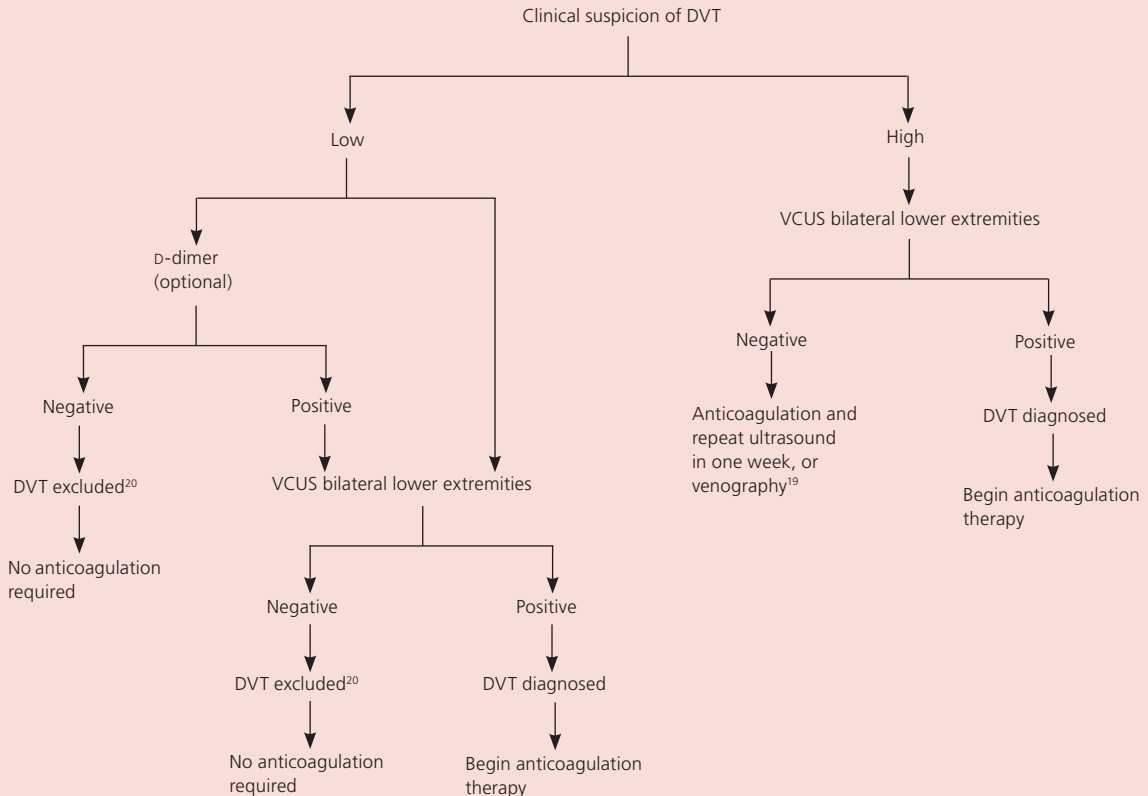 Clinical suspicion of DVT
Low
High
VCUS bilateral lower extremities
D-dimer
(optional)
Negative
Positive
Negative
Positive
Anticoagulation and
repeat ultrasound
in one week, or
venography¹⁹
DVT diagnosed
Begin anticoagulation
therapy
DVT excluded²⁰
VCUS bilateral lower extremities
No anticoagulation
required
Negative
Positive
DVT excluded²⁰
DVT diagnosed
No anticoagulation
required
Begin anticoagulation
therapy